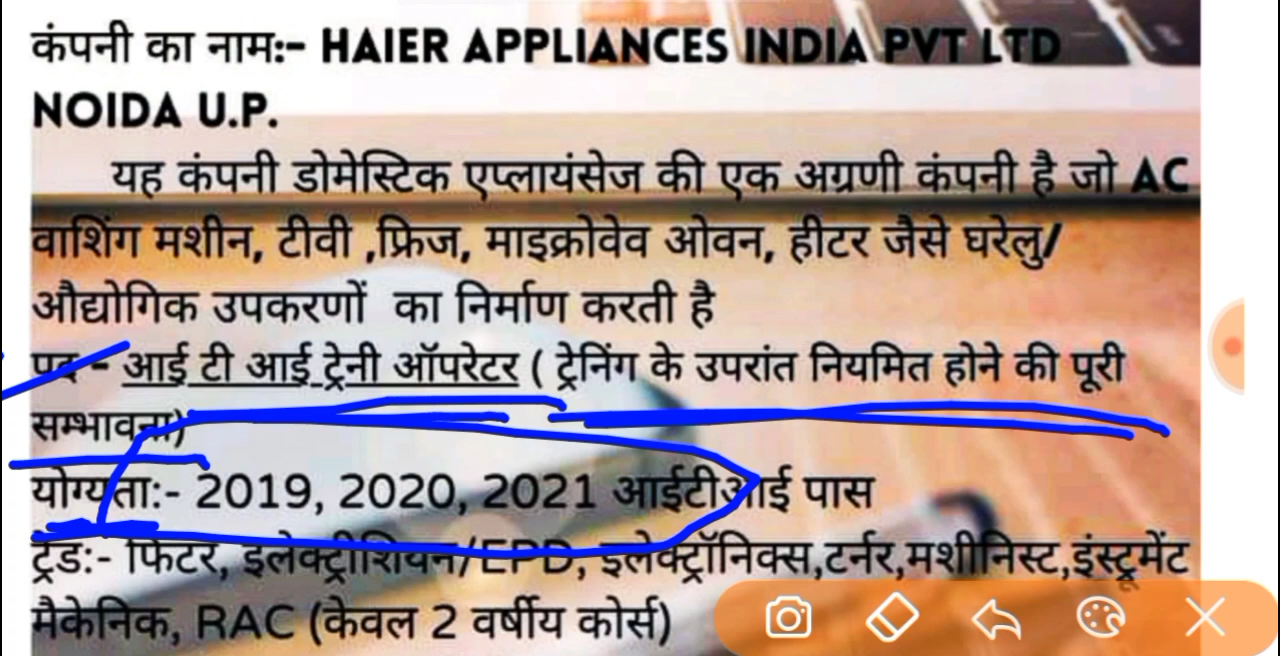 कंपनी का नाम:- HAIER APPLIANCES INDIA PVT LTD
NOIDA U.P.
यह कंपनी डोमेस्टिक एप्लायंसेज की एक अग्रणी कंपनी है जो AC
वाशिंग मशीन, टीवी ,फ्रिज, माइक्रोवेव ओवन, हीटर जैसे घरेलु/
औद्योगिक उपकरणों का निर्माण करती है
पद - आई टी आई ट्रेनी ऑपरेटर ( ट्रेनिंग के उपरांत नियमित होने की पूरी
सम्भावना)
योग्यता:- 2019, 2020, 2021 आईटीआई पास
ट्रेड:- फिटर, इलेक्ट्रीशियन/EPD, इलेक्ट्रॉनिक्स,टर्नर,मशीनिस्ट,इंस्ट्रूमेंट
मैकेनिक, RAC (केवल 2 वर्षीय कोर्स)